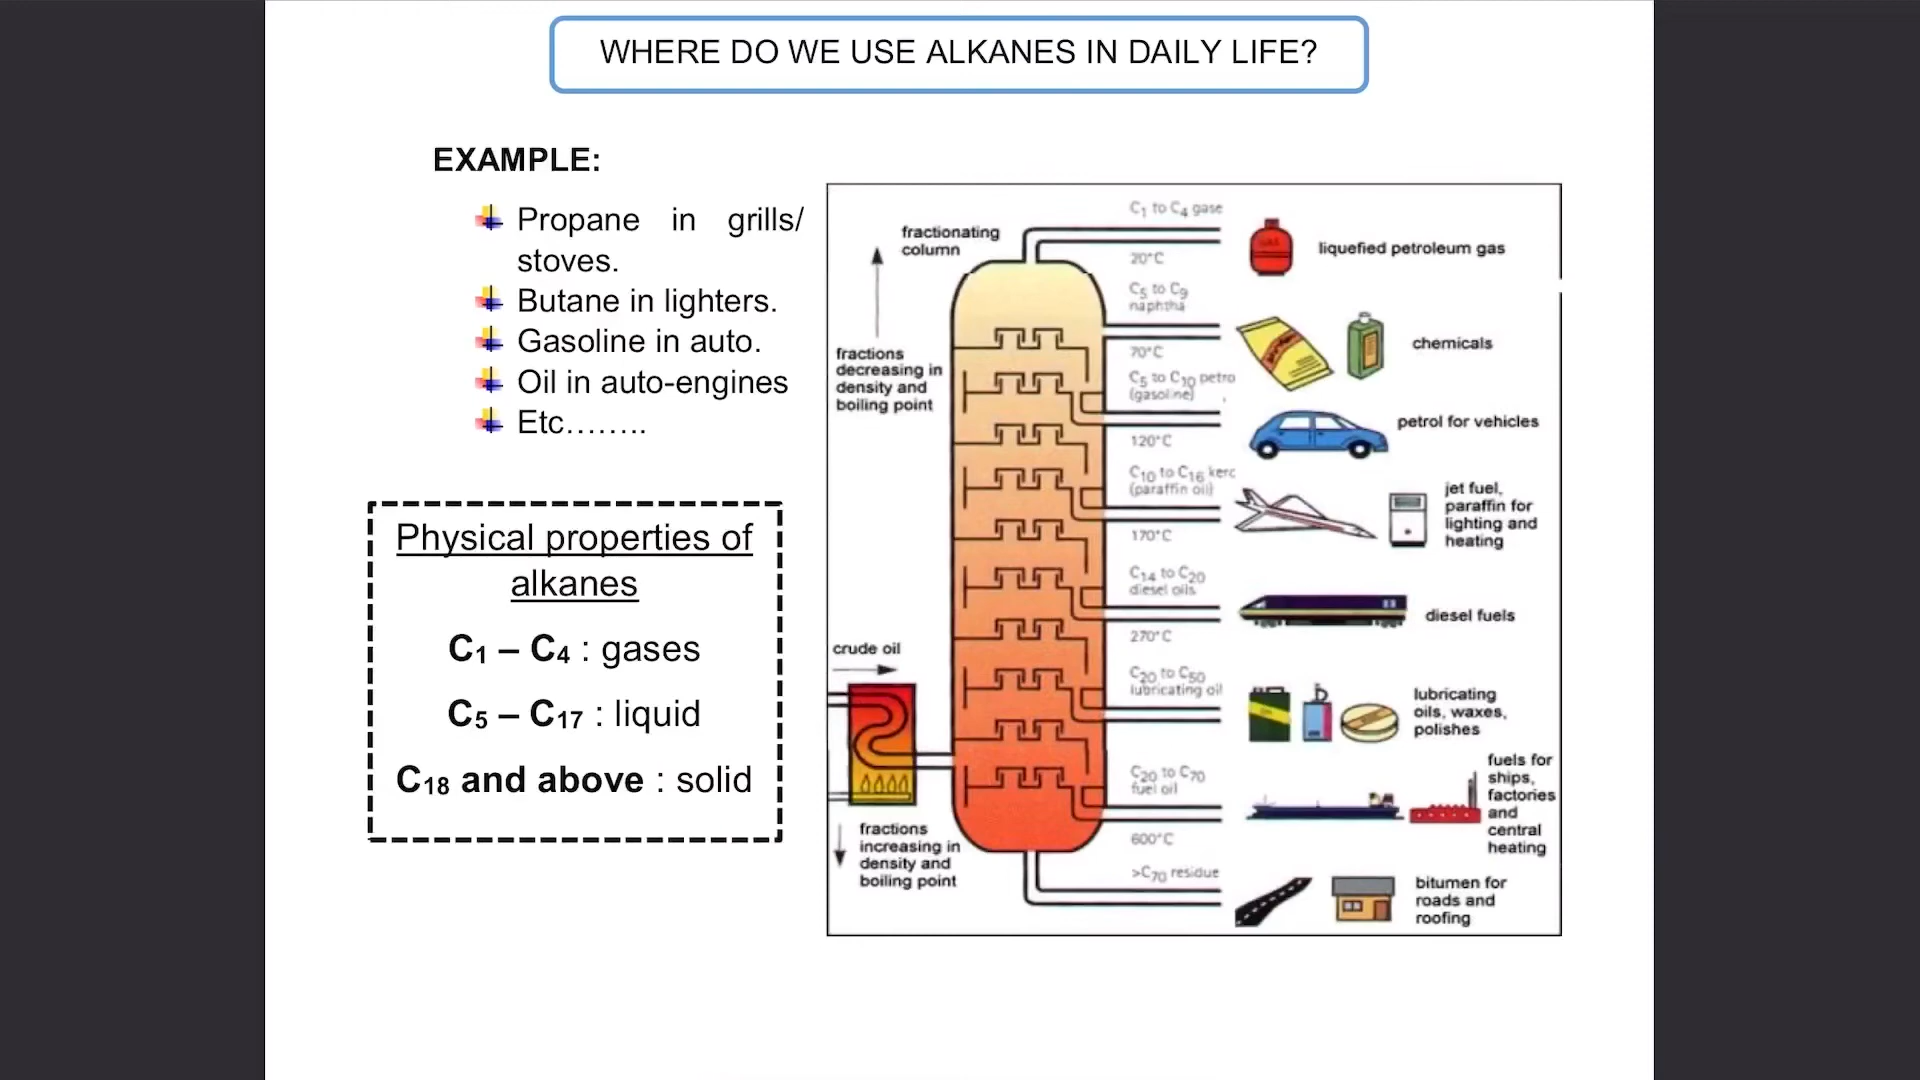 WHERE DO WE USE ALKANES IN DAILY LIFE?
EXAMPLE:
Propane in grills/
stoves.
Butane in lighters.
Gasoline in auto.
Oil in auto-engines
Etc........
Physical properties of
alkanes
C₁ – C₄ : gases
C₅ – C₁₇ : liquid
C₁₈ and above : solid
fractionating
column
fractions
decreasing in
density and
boiling point
crude oil
fractions
increasing in
density and
boiling point
C₁ to C₄ gase
20°C
C₅ to C₉
naphtha
70°C
C₅ to C₁₀ petro
(gasoline)
120°C
C₁₀ to C₁₆ kerc
(paraffin oil)
170°C
C₁₄ to C₂₀
diesel oils
270°C
C₂₀ to C₅₀
lubricating oil
C₂₀ to C₇₀
fuel oil
600°C
>C₇₀ residue
GAS
liquefied petroleum gas
chemicals
petrol for vehicles
jet fuel,
paraffin for
lighting and
heating
diesel fuels
lubricating
oils, waxes,
polishes
fuels for
ships,
factories
and
central
heating
bitumen for
roads and
roofing